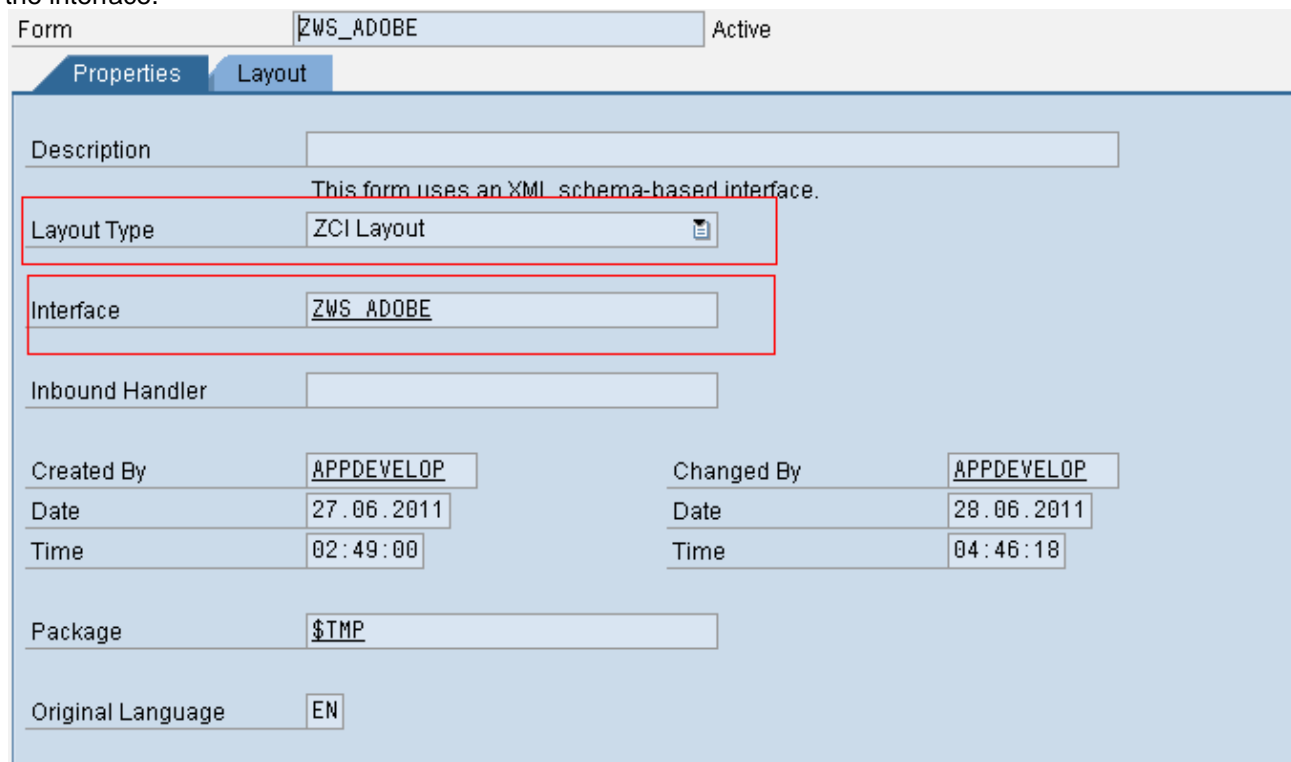 the interface.
Form ZWS_ADOBE Active
Properties Layout
Description
This form uses an XML schema-based interface.
Layout Type ZCI Layout
Interface ZWS_ADOBE
Inbound Handler
Created By APPDEVELOP Changed By APPDEVELOP
Date 27.06.2011 Date 28.06.2011
Time 02:49:00 Time 04:46:18
Package $TMP
Original Language EN